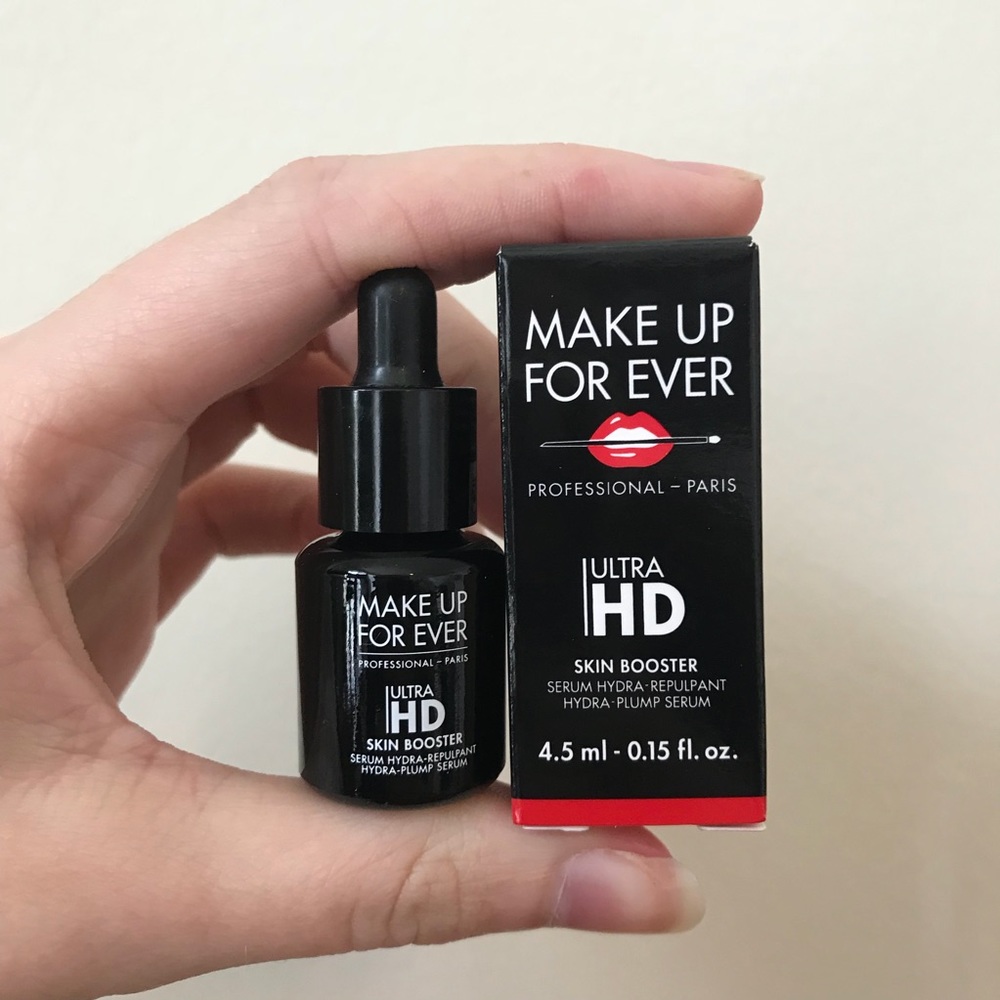 MAKE UP
FOR EVER
PROFESSIONAL – PARIS
ULTRA
HD
SKIN BOOSTER
SERUM HYDRA-REPULPANT
HYDRA-PLUMP SERUM
MAKE UP
FOR EVER
PROFESSIONAL – PARIS
ULTRA
HD
SKIN BOOSTER
SERUM HYDRA-REPULPANT
HYDRA-PLUMP SERUM
4.5 ml - 0.15 fl. oz.